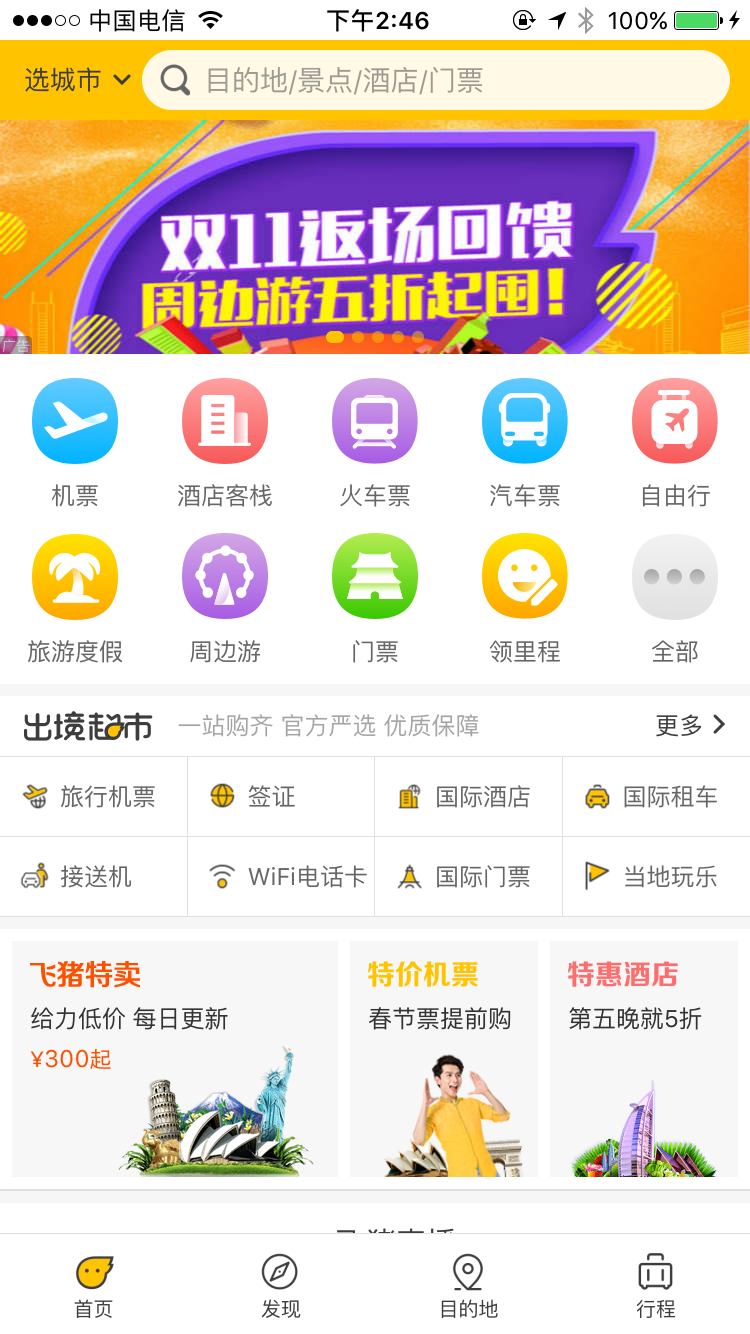 中国电信 下午2:46 100%
选城市 目的地/景点/酒店/门票
双11返场回馈
周边游五折起囤!
广告
机票 酒店客栈 火车票 汽车票 自由行
旅游度假 周边游 门票 领里程 全部
出境超市 一站购齐 官方严选 优质保障 更多
旅行机票 签证 国际酒店 国际租车
接送机 WiFi电话卡 国际门票 当地玩乐
飞猪特卖 特价机票 特惠酒店
给力低价 每日更新 春节票提前购 第五晚就5折
¥300起
首页 发现 目的地 行程